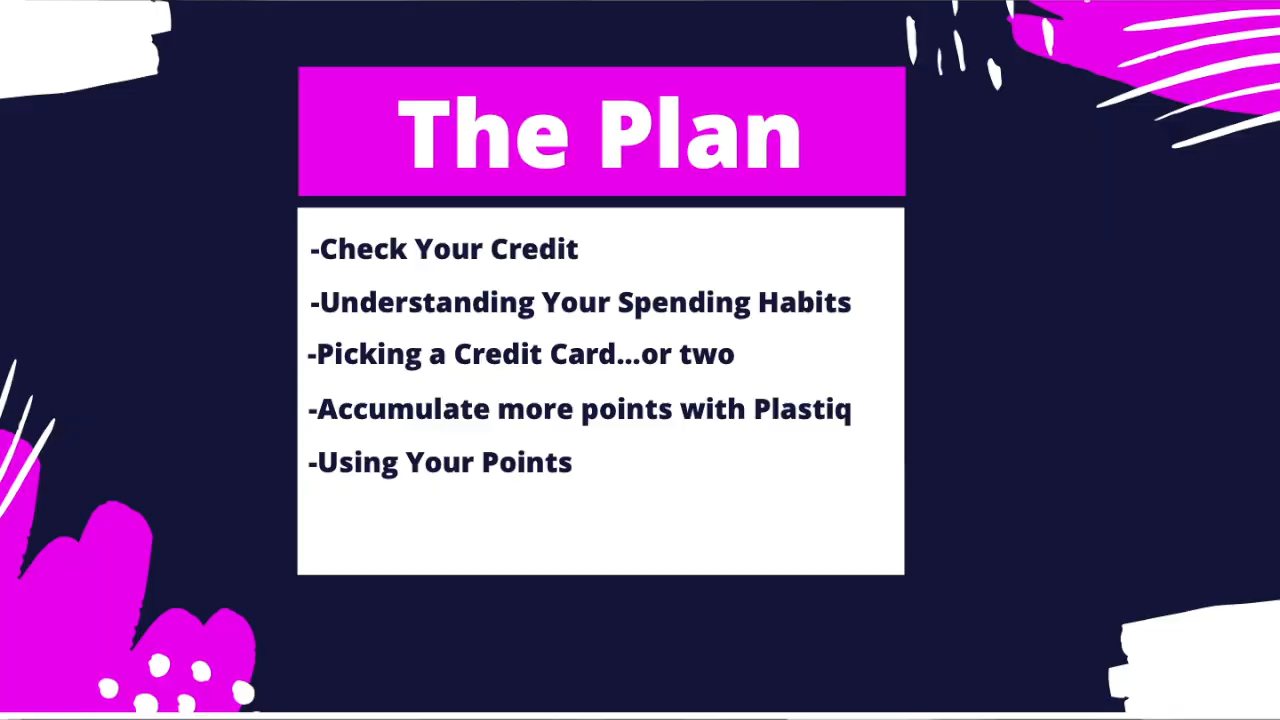 The Plan
-Check Your Credit
-Understanding Your Spending Habits
-Picking a Credit Card...or two
-Accumulate more points with Plastiq
-Using Your Points